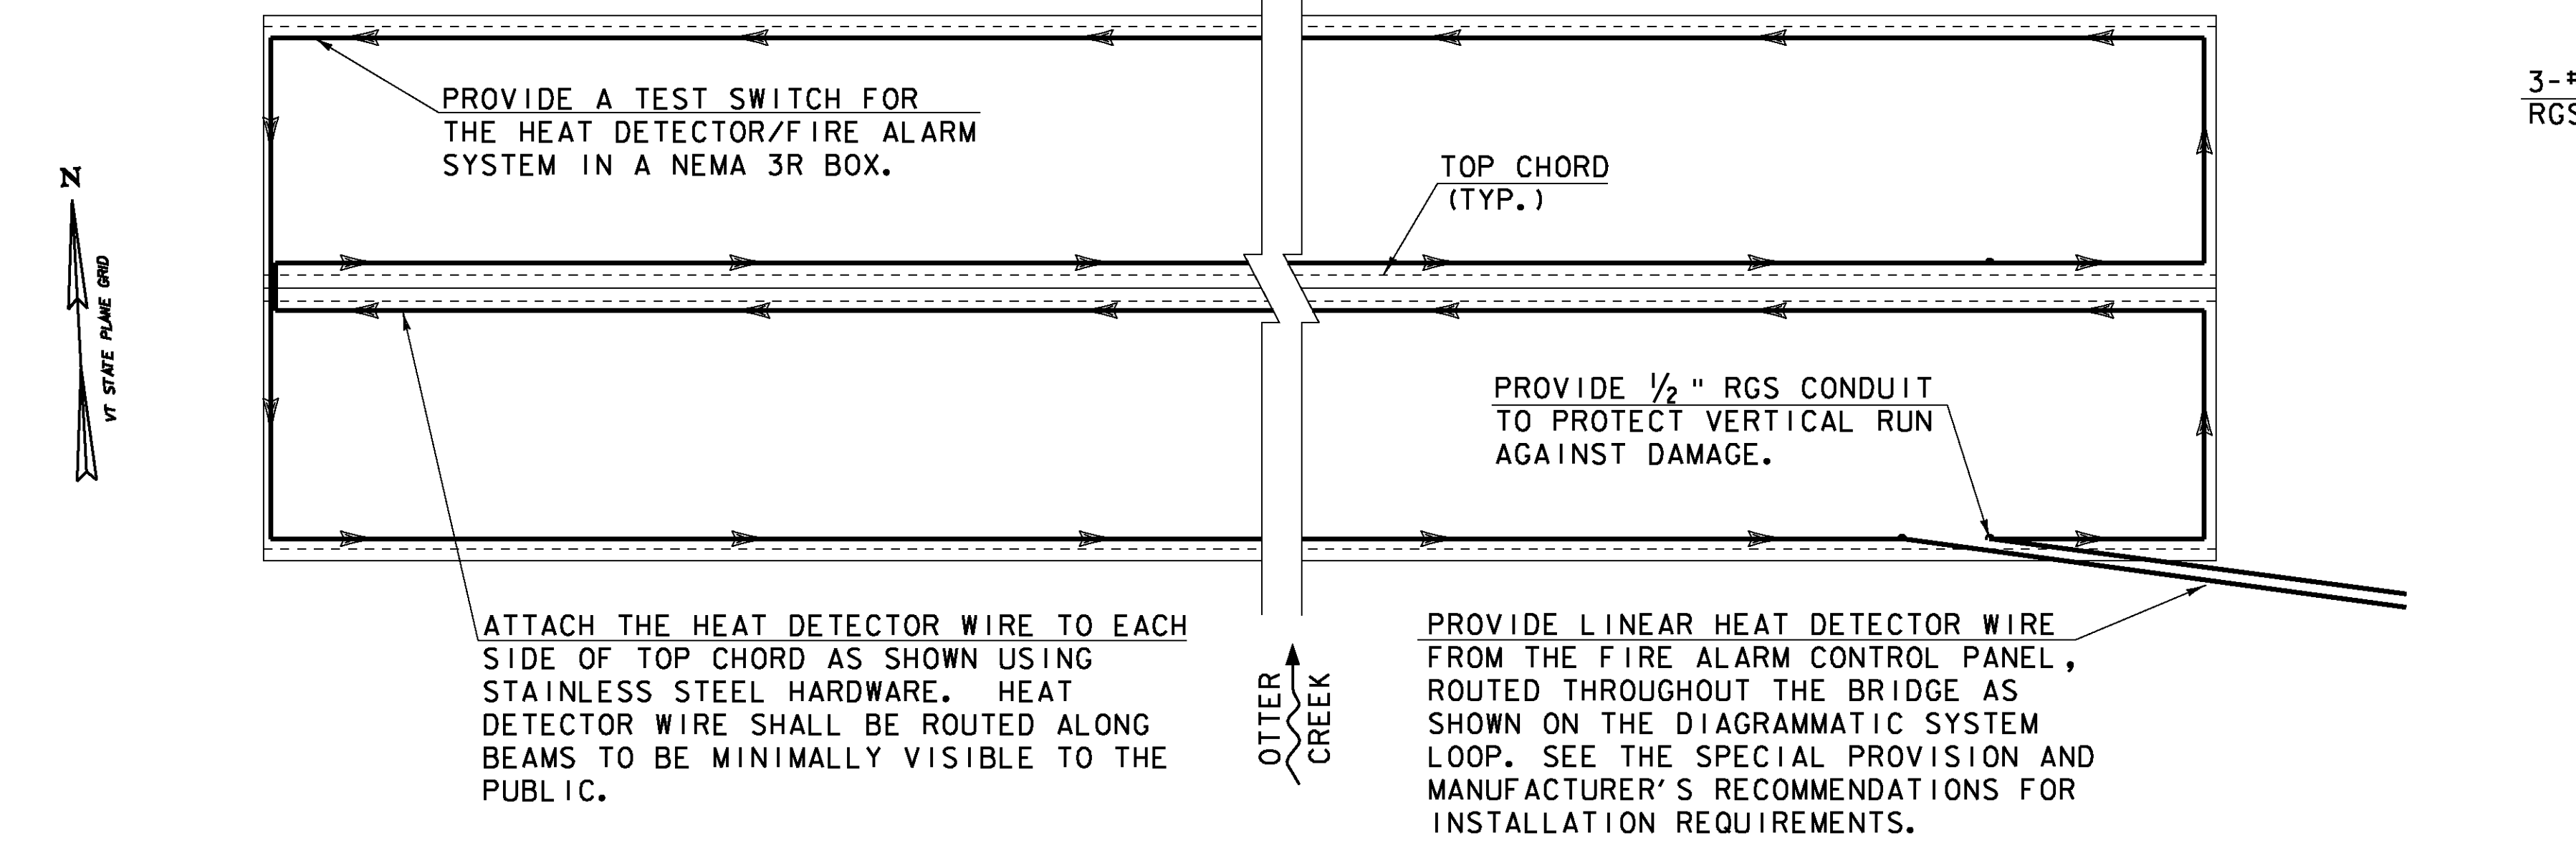 PROVIDE A TEST SWITCH FOR
THE HEAT DETECTOR/FIRE ALARM
SYSTEM IN A NEMA 3R BOX.
3-#
RGS
TOP CHORD
(TYP.)
N
VT STATE PLANE GRID
PROVIDE 1/2" RGS CONDUIT
TO PROTECT VERTICAL RUN
AGAINST DAMAGE.
ATTACH THE HEAT DETECTOR WIRE TO EACH
SIDE OF TOP CHORD AS SHOWN USING
STAINLESS STEEL HARDWARE. HEAT
DETECTOR WIRE SHALL BE ROUTED ALONG
BEAMS TO BE MINIMALLY VISIBLE TO THE
PUBLIC.
OTTER
CREEK
PROVIDE LINEAR HEAT DETECTOR WIRE
FROM THE FIRE ALARM CONTROL PANEL,
ROUTED THROUGHOUT THE BRIDGE AS
SHOWN ON THE DIAGRAMMATIC SYSTEM
LOOP. SEE THE SPECIAL PROVISION AND
MANUFACTURER'S RECOMMENDATIONS FOR
INSTALLATION REQUIREMENTS.